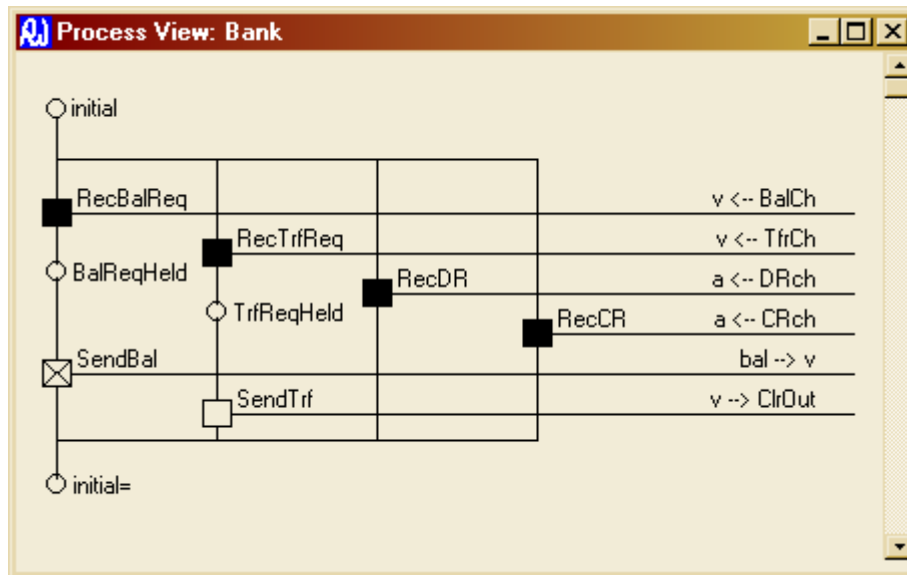 Process View: Bank
initial
RecBalReq
v <-- BalCh
RecTrfReq
v <-- TfrCh
BalReqHeld
RecDR
a <-- DRch
TrfReqHeld
RecCR
a <-- CRch
SendBal
bal --> v
SendTrf
v --> ClrOut
initial=